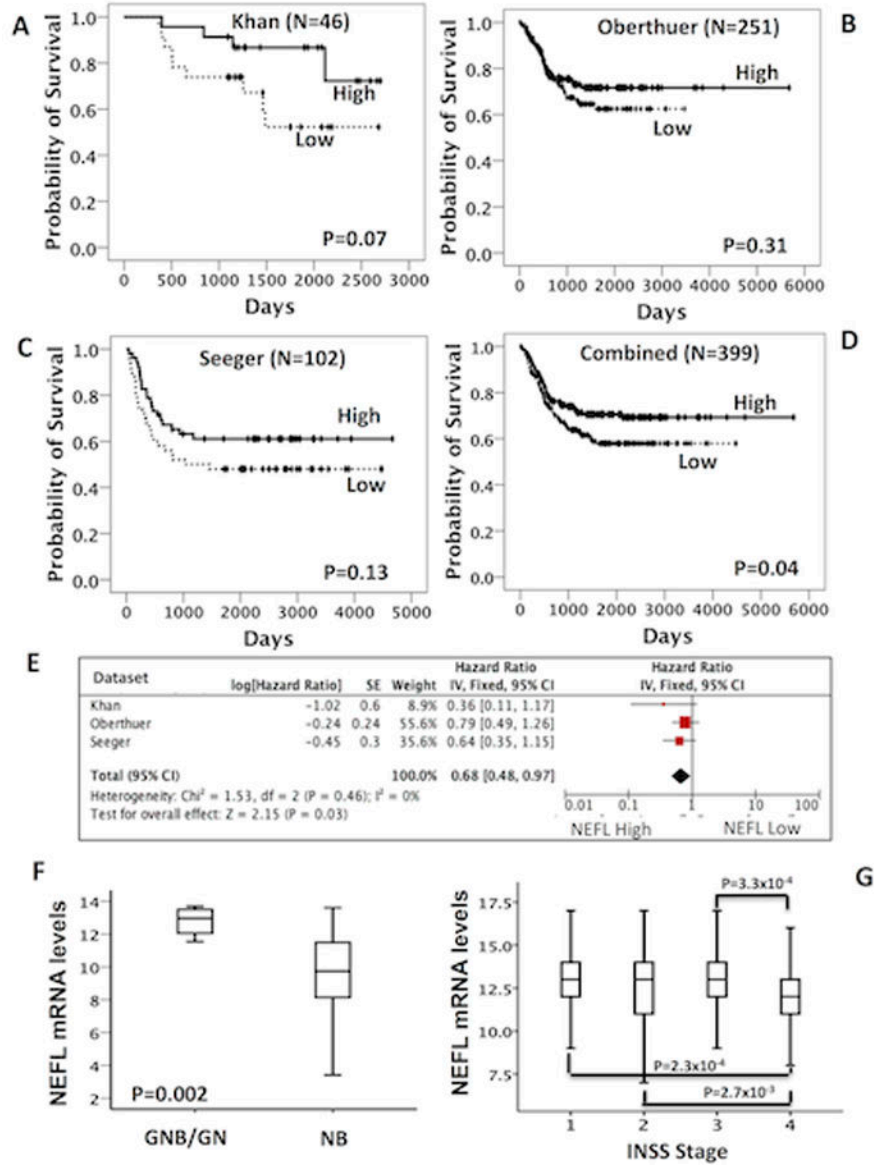 A
Khan (N=46)
Probability of Survival
1.0
0.8
0.6
0.4
0.2
0.0
High
Low
P=0.07
0 500 1000 1500 2000 2500 3000
Days
B
Oberthuer (N=251)
Probability of Survival
1.0
0.8
0.6
0.4
0.2
0.0
High
Low
P=0.31
0 1000 2000 3000 4000 5000 6000
Days
C
Seeger (N=102)
Probability of Survival
1.0
0.8
0.6
0.4
0.2
0.0
High
Low
P=0.13
0 1000 2000 3000 4000 5000
Days
D
Combined (N=399)
Probability of Survival
1.0
0.8
0.6
0.4
0.2
0.0
High
Low
P=0.04
0 1000 2000 3000 4000 5000 6000
Days
E
Hazard Ratio Hazard Ratio
Dataset log[Hazard Ratio] SE Weight IV, Fixed, 95% CI IV, Fixed, 95% CI
Khan -1.02 0.6 8.9% 0.36 [0.11, 1.17]
Oberthuer -0.24 0.24 55.6% 0.79 [0.49, 1.26]
Seeger -0.45 0.3 35.6% 0.64 [0.35, 1.15]
Total (95% CI) 100.0% 0.68 [0.48, 0.97]
Heterogeneity: Chi² = 1.53, df = 2 (P = 0.46); I² = 0%
Test for overall effect: Z = 2.15 (P = 0.03)
0.01 0.1 1 10 100
NEFL High NEFL Low
F
NEFL mRNA levels
14
12
10
8
6
4
2
P=0.002
GNB/GN NB
G
NEFL mRNA levels
17.5
15.0
12.5
10.0
7.5
P=3.3x10⁻⁴
P=2.3x10⁻⁴
P=2.7x10⁻³
1 2 3 4
INSS Stage